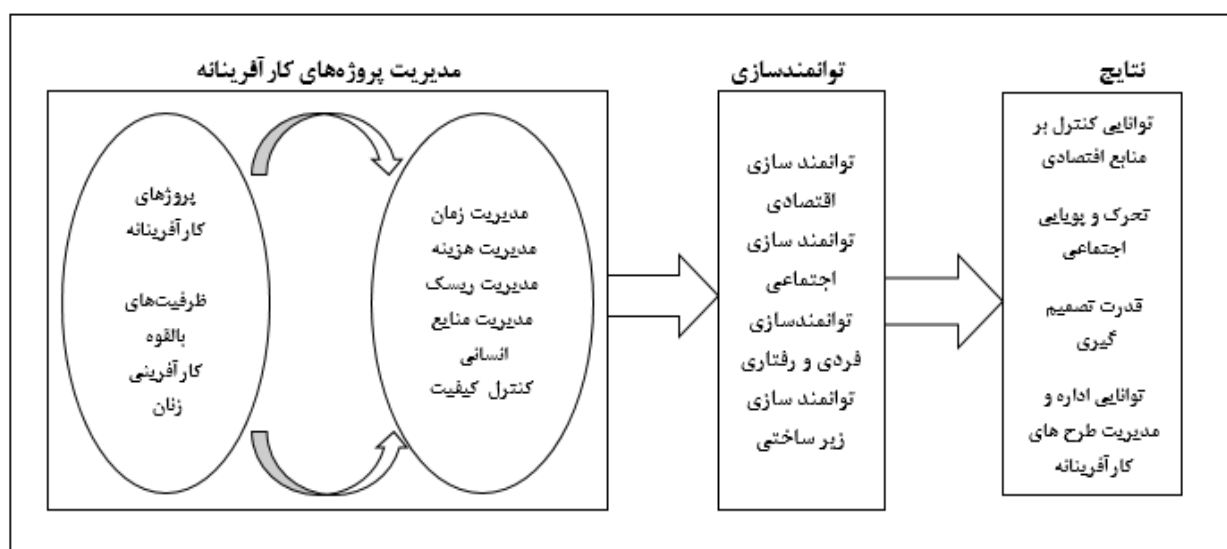 مدیریت پروژه‌های کارآفرینانه
پروژهای
کارآفرینانه
ظرفیت‌های
بالقوه
کارآفرینی
زنان
مدیریت زمان
مدیریت هزینه
مدیریت ریسک
مدیریت منابع
انسانی
کنترل کیفیت
توانمندسازی
توانمند سازی
اقتصادی
توانمند سازی
اجتماعی
توانمندسازی
فردی و رفتاری
توانمند سازی
زیر ساختی
نتایج
توانایی کنترل بر
منابع اقتصادی
تحرک و پویایی
اجتماعی
قدرت تصمیم
گیری
توانایی اداره و
مدیریت طرح های
کارآفرینانه